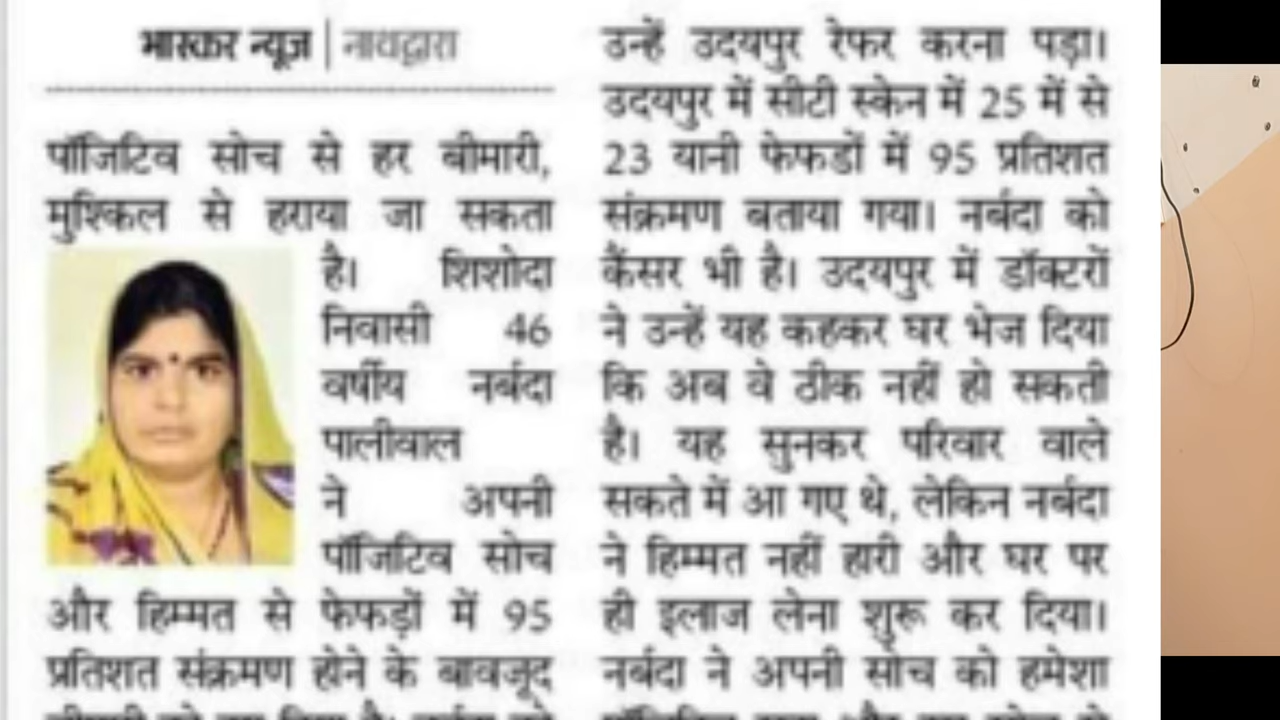 भास्कर न्यूज | नाथद्वारा
पॉजिटिव सोच से हर बीमारी,
मुश्किल से हराया जा सकता
है। शिशोदा
निवासी 46
वर्षीय नर्बदा
पालीवाल
ने अपनी
पॉजिटिव सोच
और हिम्मत से फेफड़ों में 95
प्रतिशत संक्रमण होने के बावजूद
उन्हें उदयपुर रेफर करना पड़ा।
उदयपुर में सीटी स्केन में 25 में से
23 यानी फेफडों में 95 प्रतिशत
संक्रमण बताया गया। नर्बदा को
कैंसर भी है। उदयपुर में डॉक्टरों
ने उन्हें यह कहकर घर भेज दिया
कि अब वे ठीक नहीं हो सकती
है। यह सुनकर परिवार वाले
सकते में आ गए थे, लेकिन नर्बदा
ने हिम्मत नहीं हारी और घर पर
ही इलाज लेना शुरू कर दिया।
नर्बदा ने अपनी सोच को हमेशा